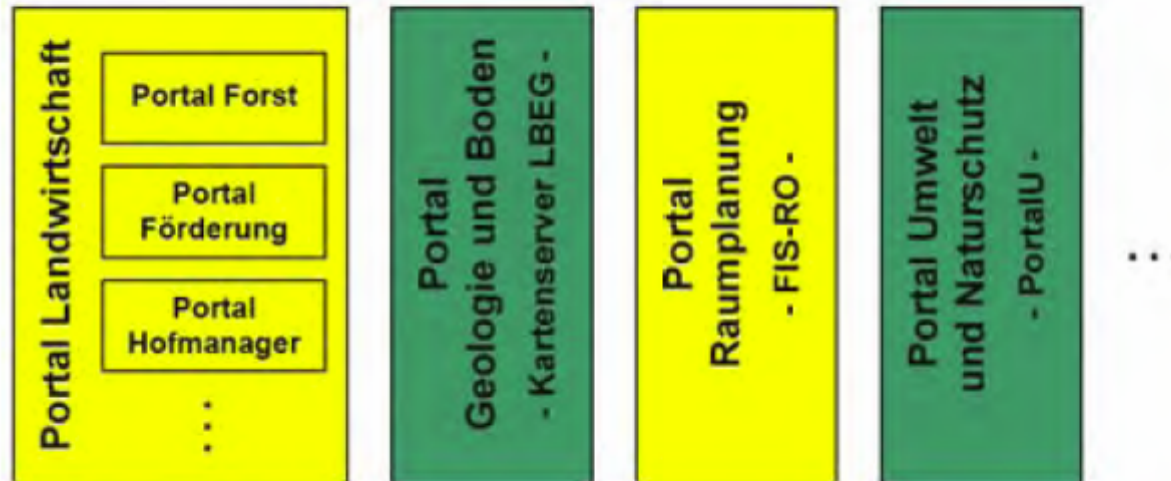 Portal Landwirtschaft
Portal Forst
Portal
Förderung
Portal
Hofmanager
...
Portal
Geologie und Boden
- Kartenserver LBEG -
Portal
Raumplanung
- FIS-RO -
Portal Umwelt
und Naturschutz
- PortalU -